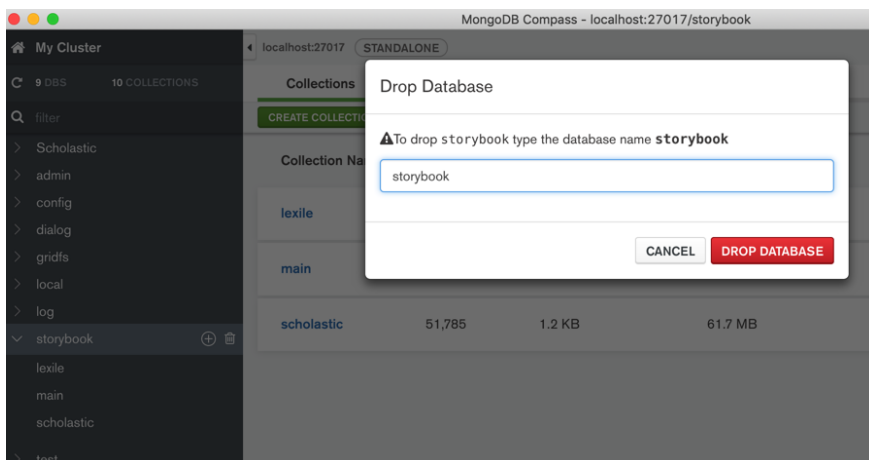 MongoDB Compass - localhost:27017/storybook
My Cluster
9 DBS 10 COLLECTIONS
filter
Scholastic
admin
config
dialog
gridfs
local
log
storybook
lexile
main
scholastic
test
localhost:27017 STANDALONE
Collections
CREATE COLLECTIO
Collection Na
lexile
main
scholastic 51,785 1.2 KB 61.7 MB
Drop Database
To drop storybook type the database name storybook
storybook
CANCEL DROP DATABASE